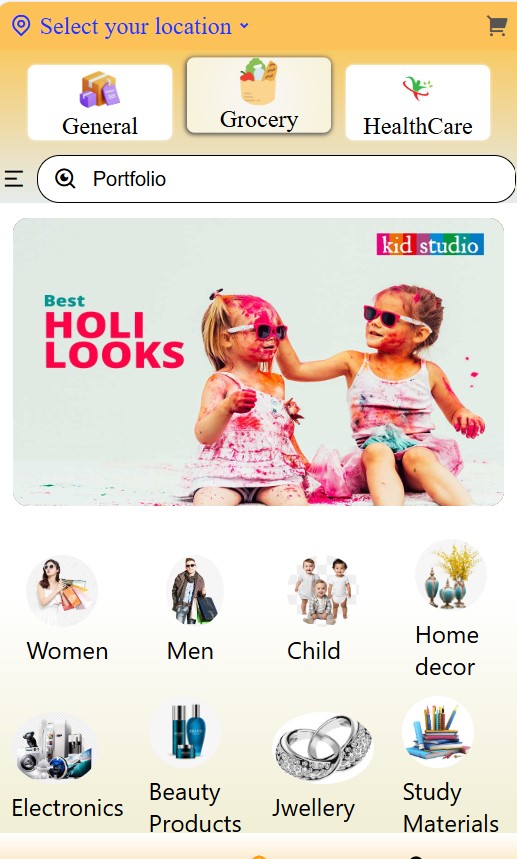 Select your location
General
Grocery
HealthCare
Portfolio
kid studio
Best
HOLI
LOOKS
Women
Men
Child
Home
decor
Electronics
Beauty
Products
Jwellery
Study
Materials